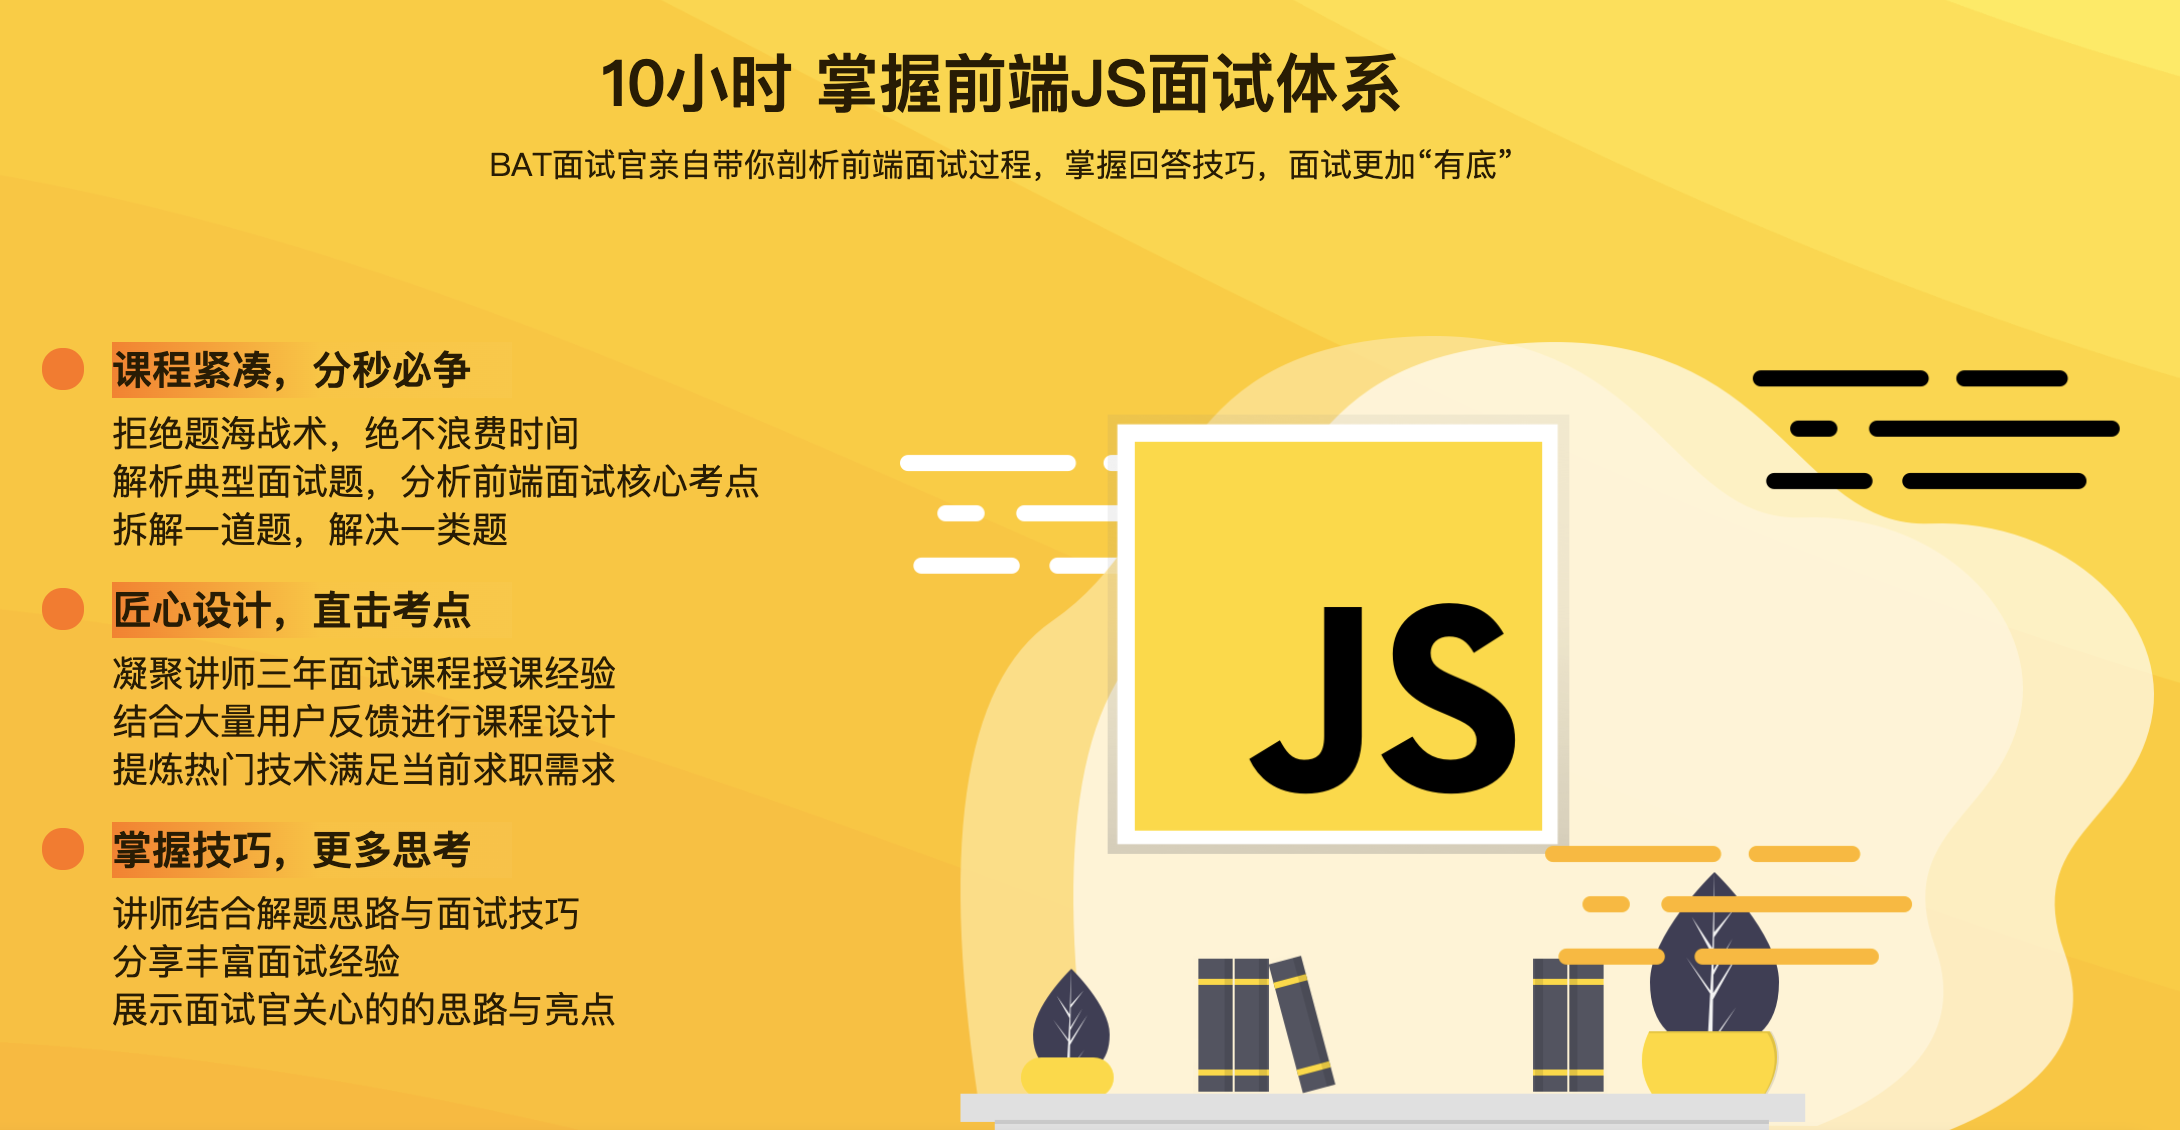 10小时 掌握前端JS面试体系
BAT面试官亲自带你剖析前端面试过程，掌握回答技巧，面试更加“有底”
课程紧凑，分秒必争
拒绝题海战术，绝不浪费时间
解析典型面试题，分析前端面试核心考点
拆解一道题，解决一类题
匠心设计，直击考点
凝聚讲师三年面试课程授课经验
结合大量用户反馈进行课程设计
提炼热门技术满足当前求职需求
掌握技巧，更多思考
讲师结合解题思路与面试技巧
分享丰富面试经验
展示面试官关心的的思路与亮点
JS